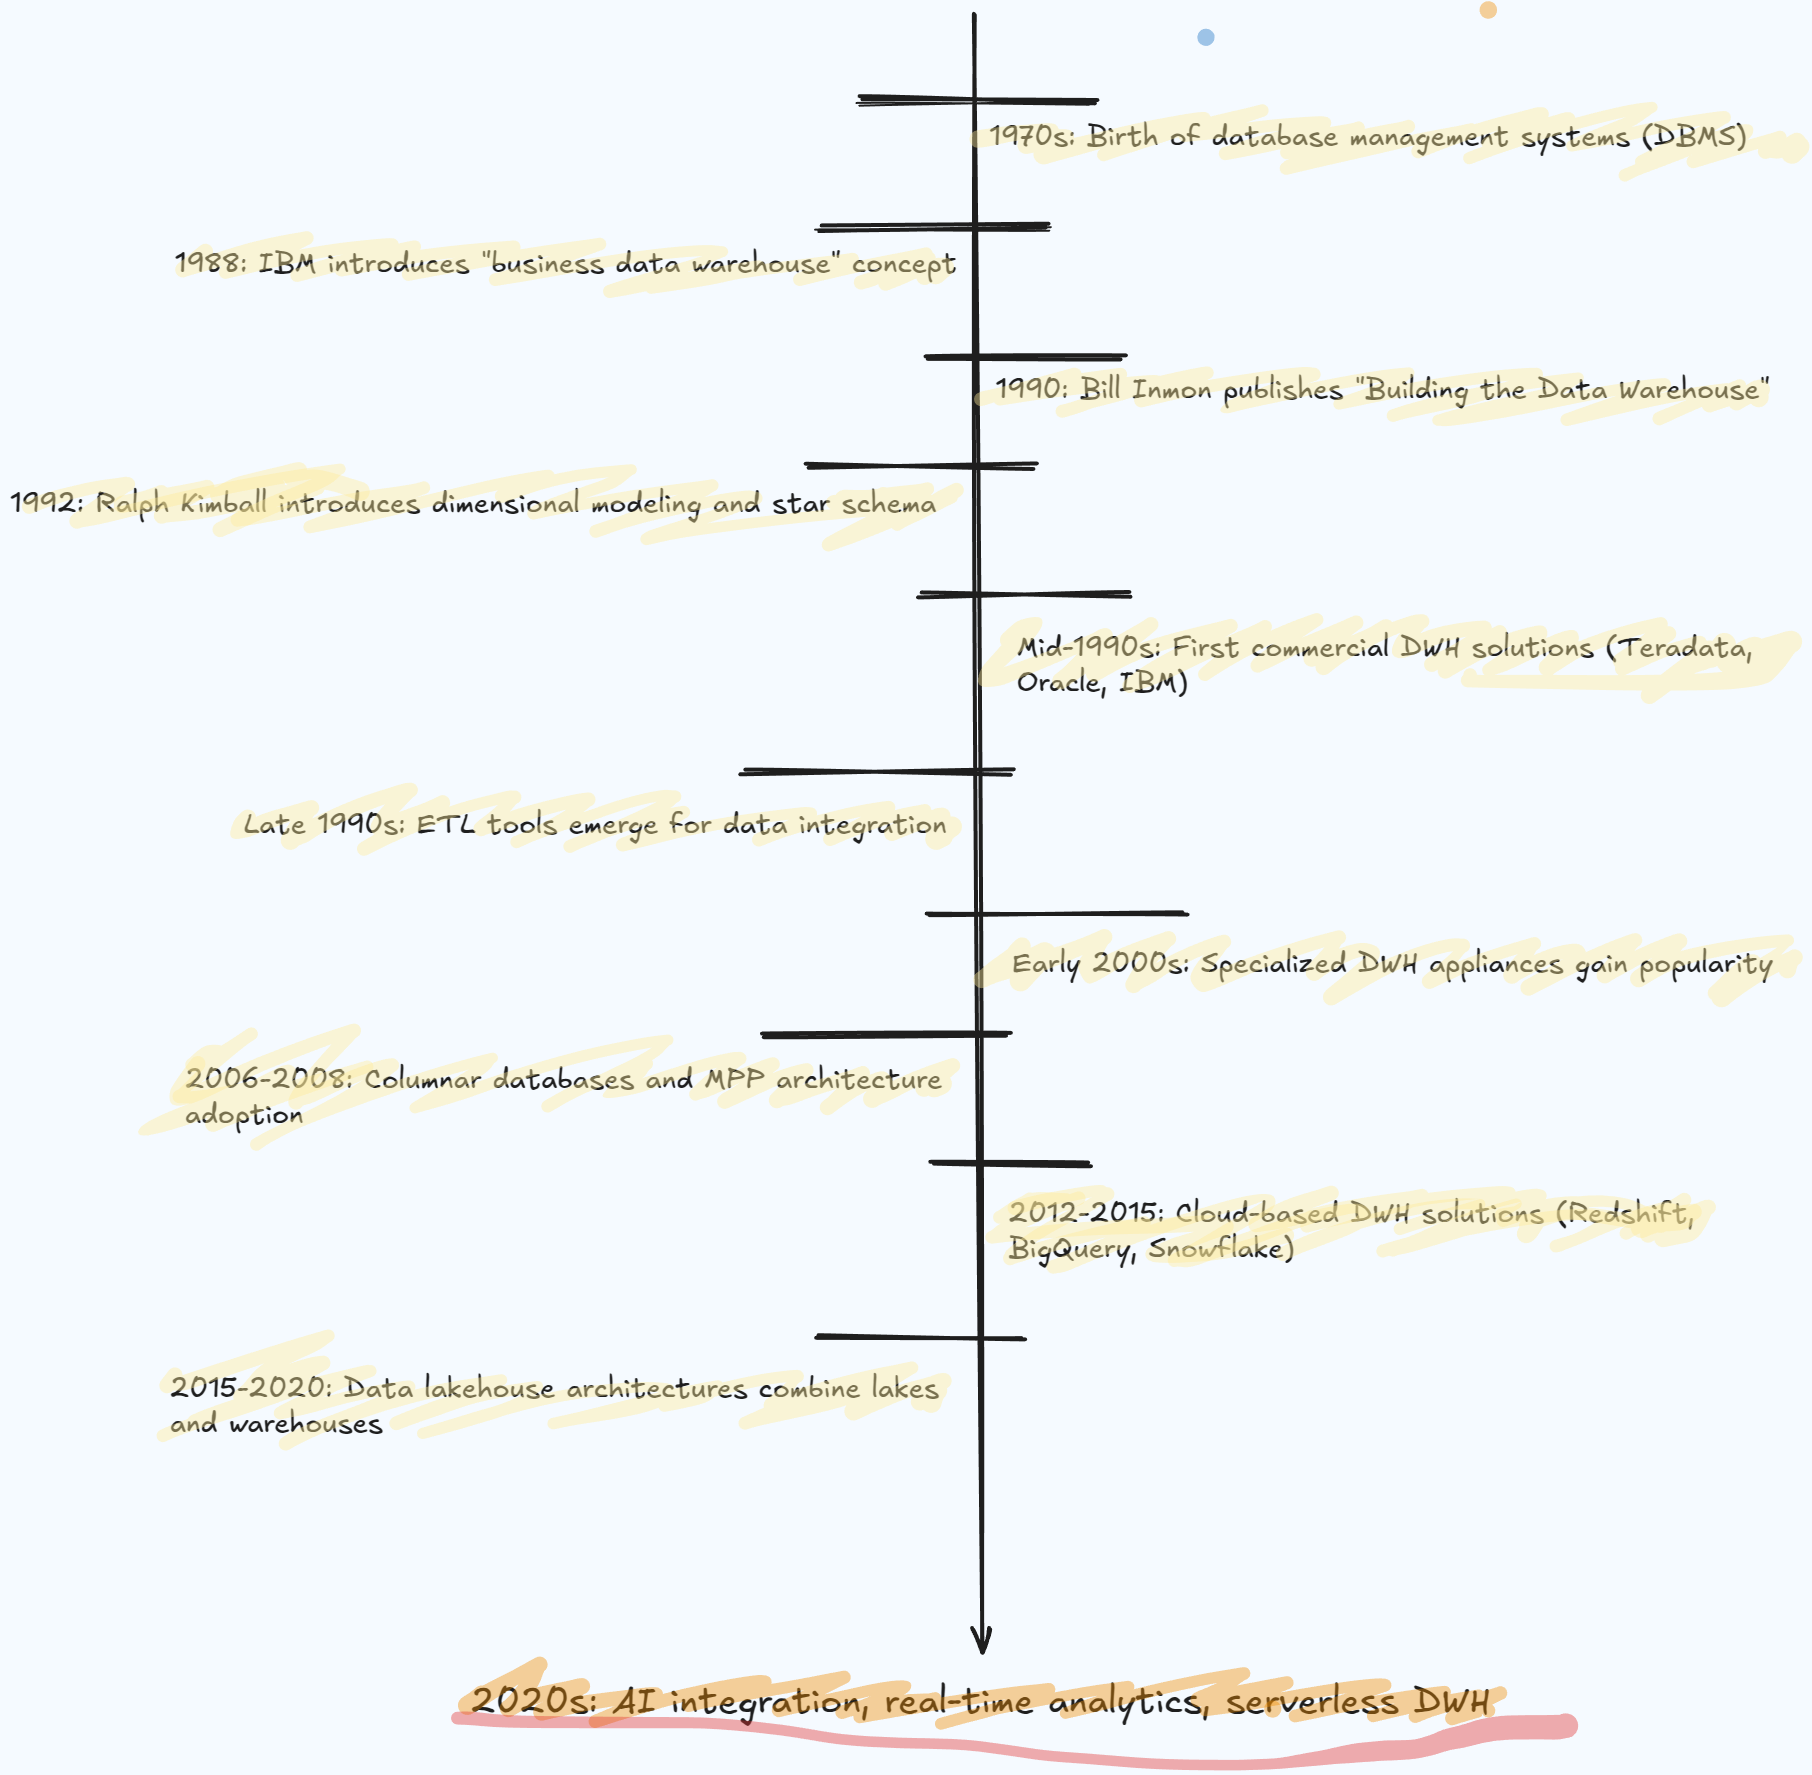 1970s: Birth of database management systems (DBMS)
1988: IBM introduces "business data warehouse" concept
1990: Bill Inmon publishes "Building the Data Warehouse"
1992: Ralph Kimball introduces dimensional modeling and star schema
Mid-1990s: First commercial DWH solutions (Teradata,
Oracle, IBM)
Late 1990s: ETL tools emerge for data integration
Early 2000s: Specialized DWH appliances gain popularity
2006-2008: Columnar databases and MPP architecture
adoption
2012-2015: Cloud-based DWH solutions (Redshift,
BigQuery, Snowflake)
2015-2020: Data lakehouse architectures combine lakes
and warehouses
2020s: AI integration, real-time analytics, serverless DWH